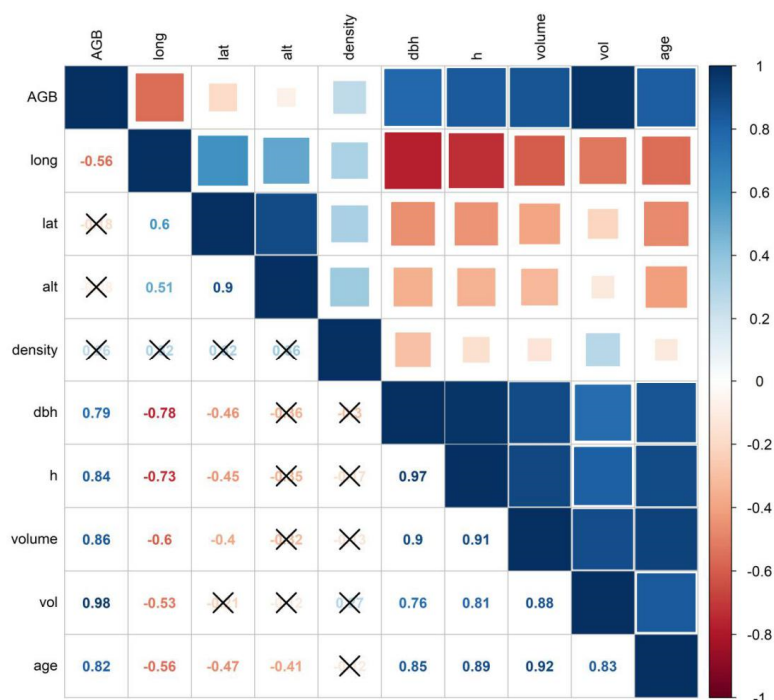 AGB long lat alt density dbh h volume vol age
AGB
long -0.56
lat 0.6
alt 0.51 0.9
density
dbh 0.79 -0.78 -0.46
h 0.84 -0.73 -0.45 0.97
volume 0.86 -0.6 -0.4 0.9 0.91
vol 0.98 -0.53 0.76 0.81 0.88
age 0.82 -0.56 -0.47 -0.41 0.85 0.89 0.92 0.83
1
0.8
0.6
0.4
0.2
0
-0.2
-0.4
-0.6
-0.8
-1